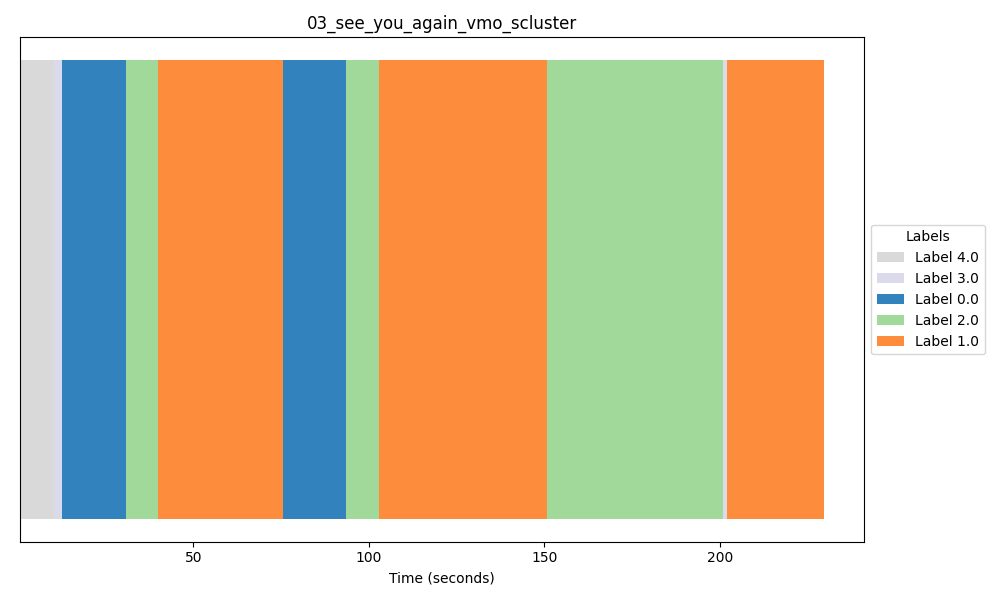 03_see_you_again_vmo_scluster
Labels
Label 4.0
Label 3.0
Label 0.0
Label 2.0
Label 1.0
50 100 150 200
Time (seconds)